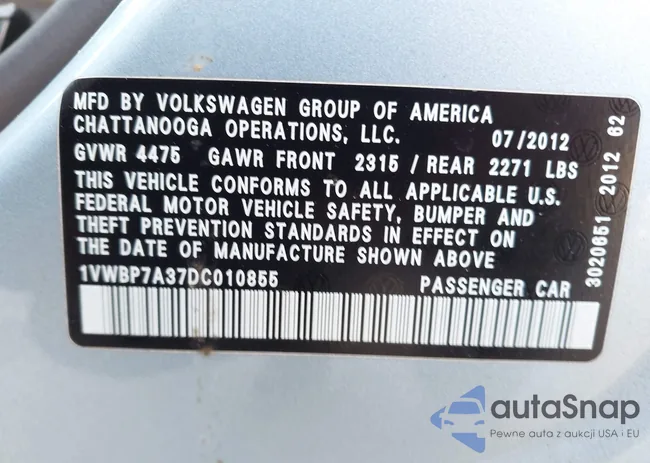 MFD BY VOLKSWAGEN GROUP OF AMERICA
CHATTANOOGA OPERATIONS, LLC. 07/2012
GVWR 4475 GAWR FRONT 2315 / REAR 2271 LBS
THIS VEHICLE CONFORMS TO ALL APPLICABLE U.S.
FEDERAL MOTOR VEHICLE SAFETY, BUMPER AND
THEFT PREVENTION STANDARDS IN EFFECT ON
THE DATE OF MANUFACTURE SHOWN ABOVE
1VWBP7A37DC010855 PASSENGER CAR
3020651 2012 62
autaSnap
Pewne auta z aukcji USA i EU